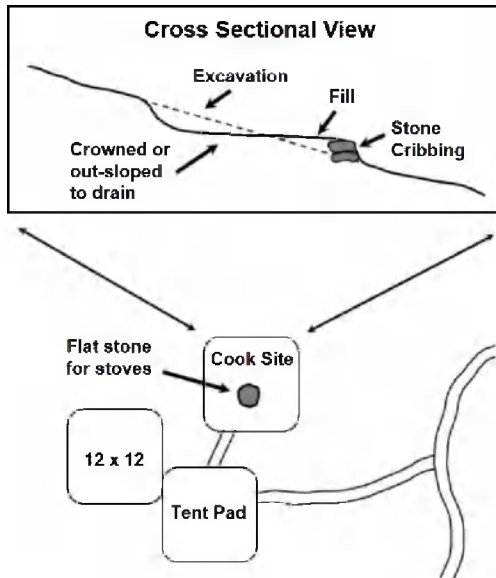 Cross Sectional View
Excavation
Fill
Stone
Cribbing
Crowned or
out-sloped
to drain
Flat stone
for stoves
Cook Site
12 x 12
Tent Pad